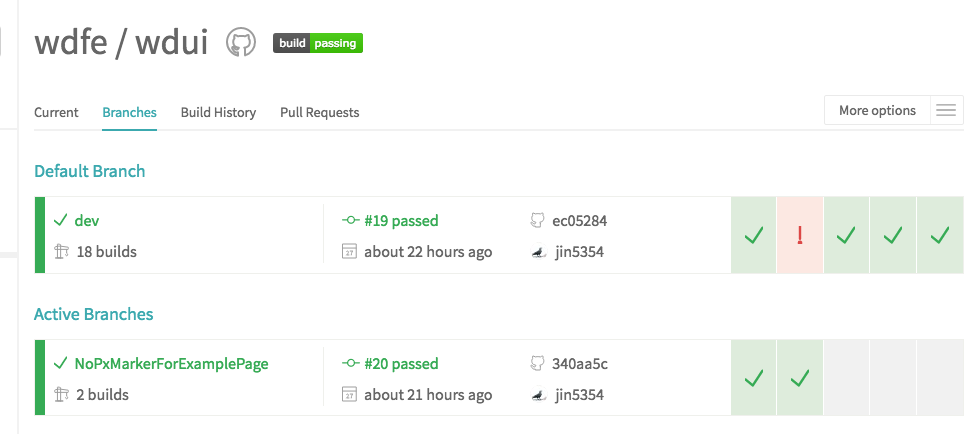 wdfe / wdui build passing
Current Branches Build History Pull Requests More options
Default Branch
dev #19 passed ec05284
18 builds 27 about 22 hours ago jin5354
!
Active Branches
NoPxMarkerForExamplePage #20 passed 340aa5c
2 builds 27 about 21 hours ago jin5354